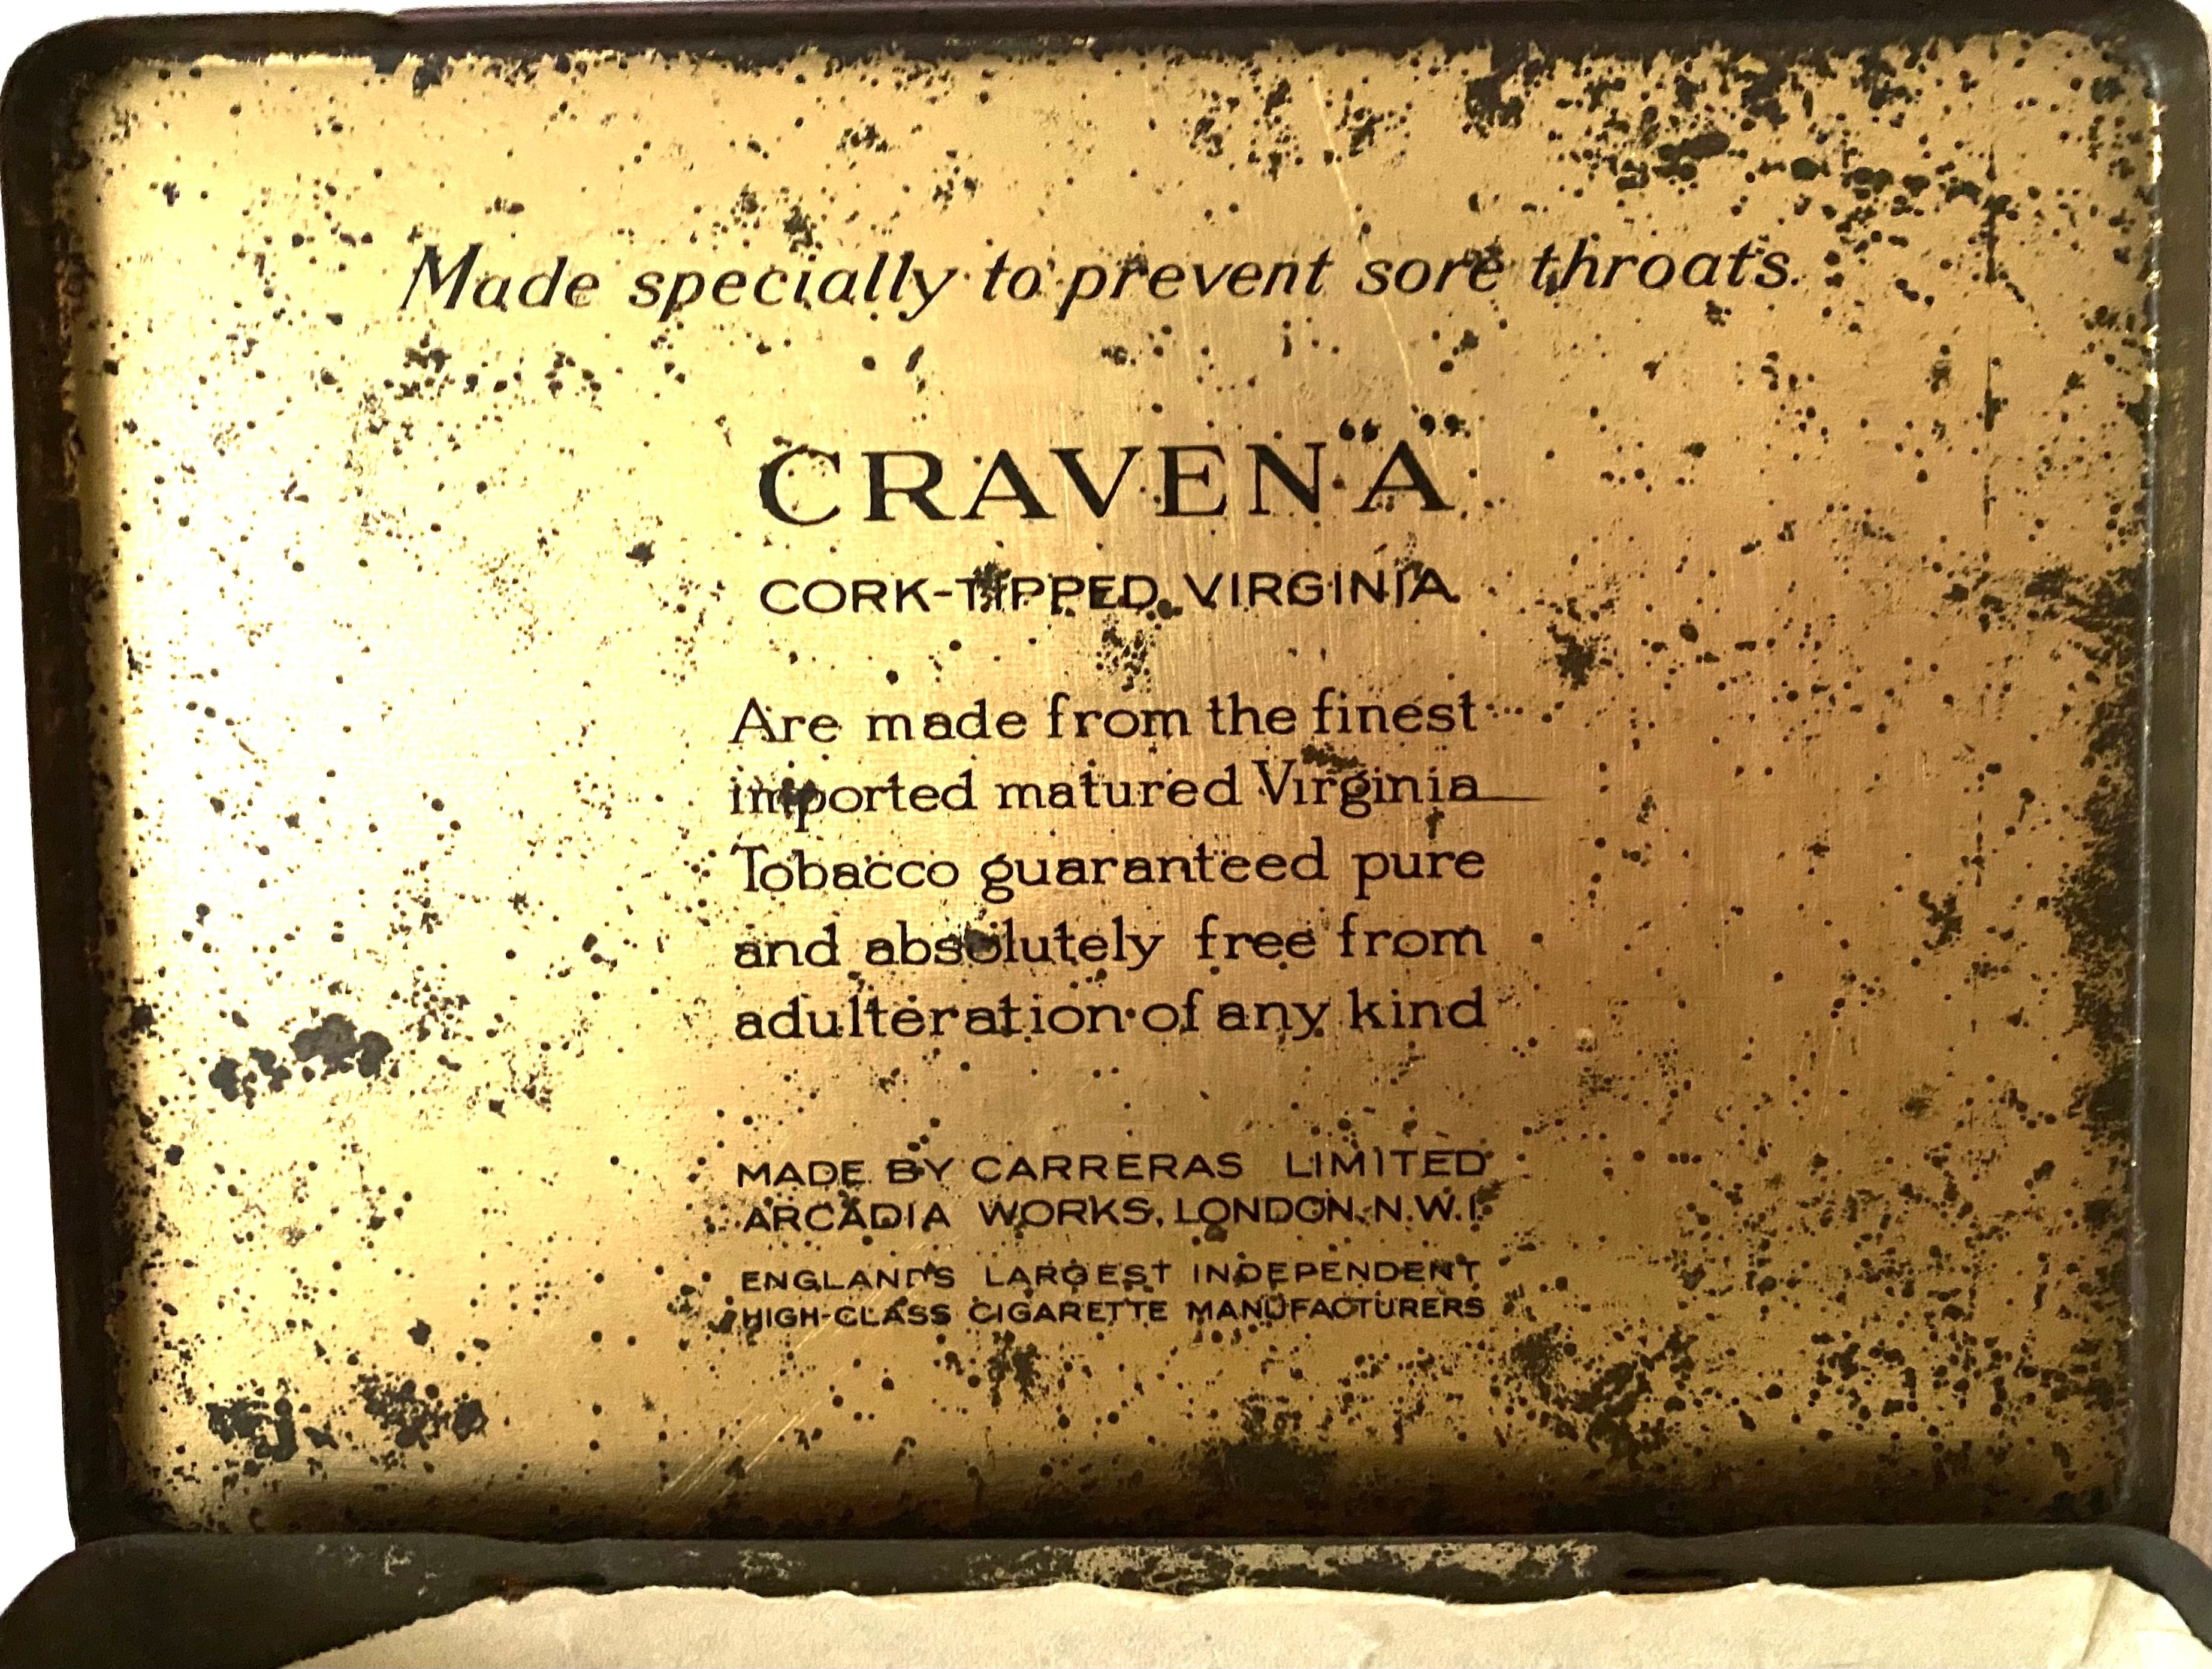 Made specially to prevent sore throats.
CRAVEN "A"
CORK-TIPPED VIRGINIA
Are made from the finest
imported matured Virginia
Tobacco guaranteed pure
and absolutely free from
adulteration of any kind
MADE BY CARRERAS LIMITED
ARCADIA WORKS, LONDON, N.W.1.
ENGLAND'S LARGEST INDEPENDENT
HIGH-CLASS CIGARETTE MANUFACTURERS